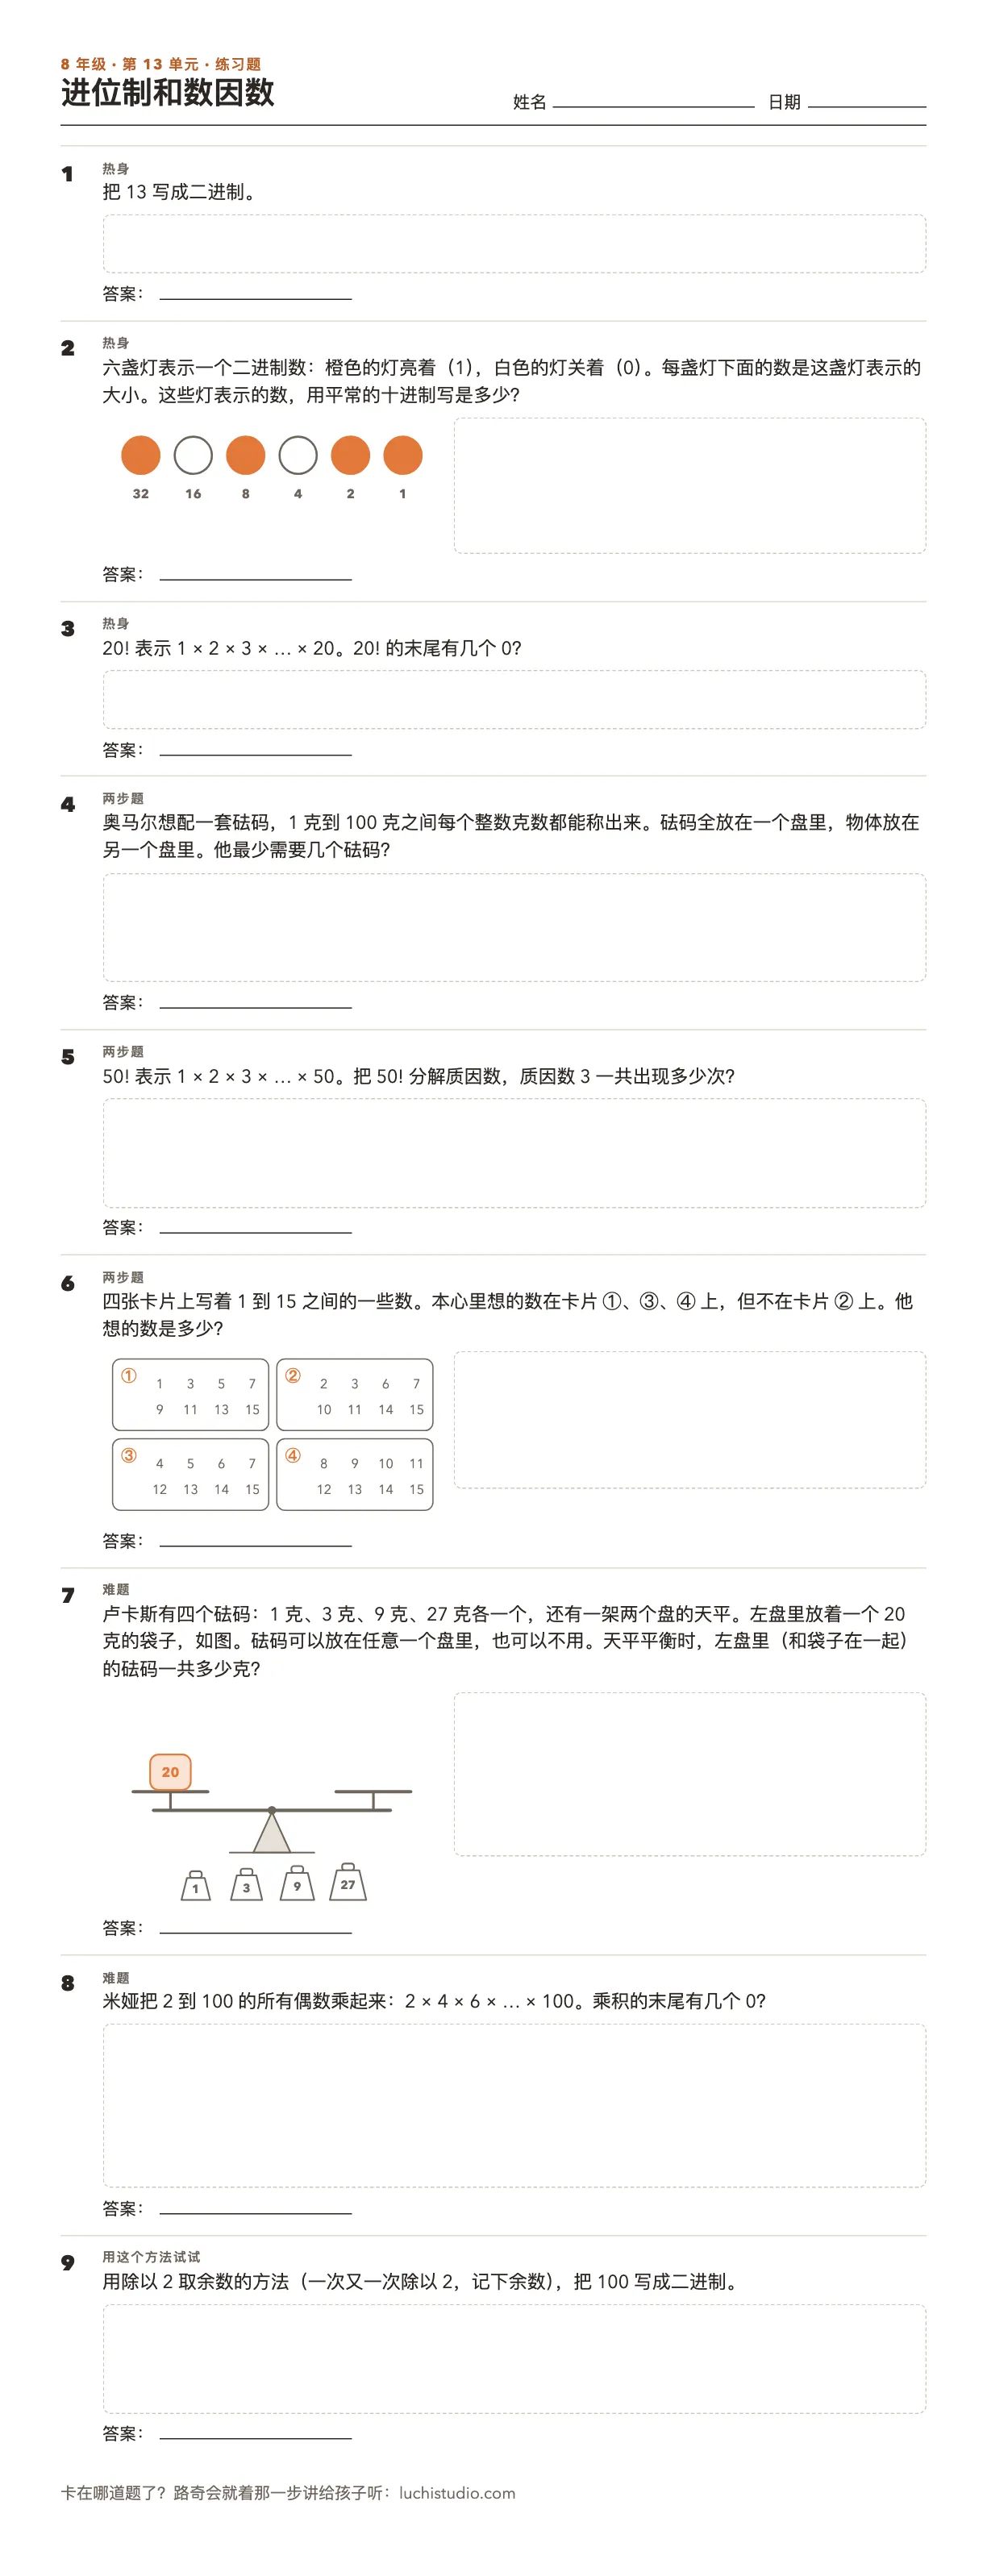 8 年级 · 第 13 单元 · 练习题
进位制和数因数
姓名
日期
1
热身
把 13 写成二进制。
答案：
2
热身
六盏灯表示一个二进制数：橙色的灯亮着（1），白色的灯关着（0）。每盏灯下面的数是这盏灯表示的
大小。这些灯表示的数，用平常的十进制写是多少？
32 16 8 4 2 1
答案：
3
热身
20! 表示 1 × 2 × 3 × … × 20。20! 的末尾有几个 0？
答案：
4
两步题
奥马尔想配一套砝码，1 克到 100 克之间每个整数克数都能称出来。砝码全放在一个盘里，物体放在
另一个盘里。他最少需要几个砝码？
答案：
5
两步题
50! 表示 1 × 2 × 3 × … × 50。把 50! 分解质因数，质因数 3 一共出现多少次？
答案：
6
两步题
四张卡片上写着 1 到 15 之间的一些数。本心里想的数在卡片 ①、③、④ 上，但不在卡片 ② 上。他
想的数是多少？
①
1 3 5 7
9 11 13 15
②
2 3 6 7
10 11 14 15
③
4 5 6 7
12 13 14 15
④
8 9 10 11
12 13 14 15
答案：
7
难题
卢卡斯有四个砝码：1 克、3 克、9 克、27 克各一个，还有一架两个盘的天平。左盘里放着一个 20
克的袋子，如图。砝码可以放在任意一个盘里，也可以不用。天平平衡时，左盘里（和袋子在一起）
的砝码一共多少克？
20
1 3 9 27
答案：
8
难题
米娅把 2 到 100 的所有偶数乘起来：2 × 4 × 6 × … × 100。乘积的末尾有几个 0？
答案：
9
用这个方法试试
用除以 2 取余数的方法（一次又一次除以 2，记下余数），把 100 写成二进制。
答案：
卡在哪道题了？路奇会就着那一步讲给孩子听：luchistudio.com